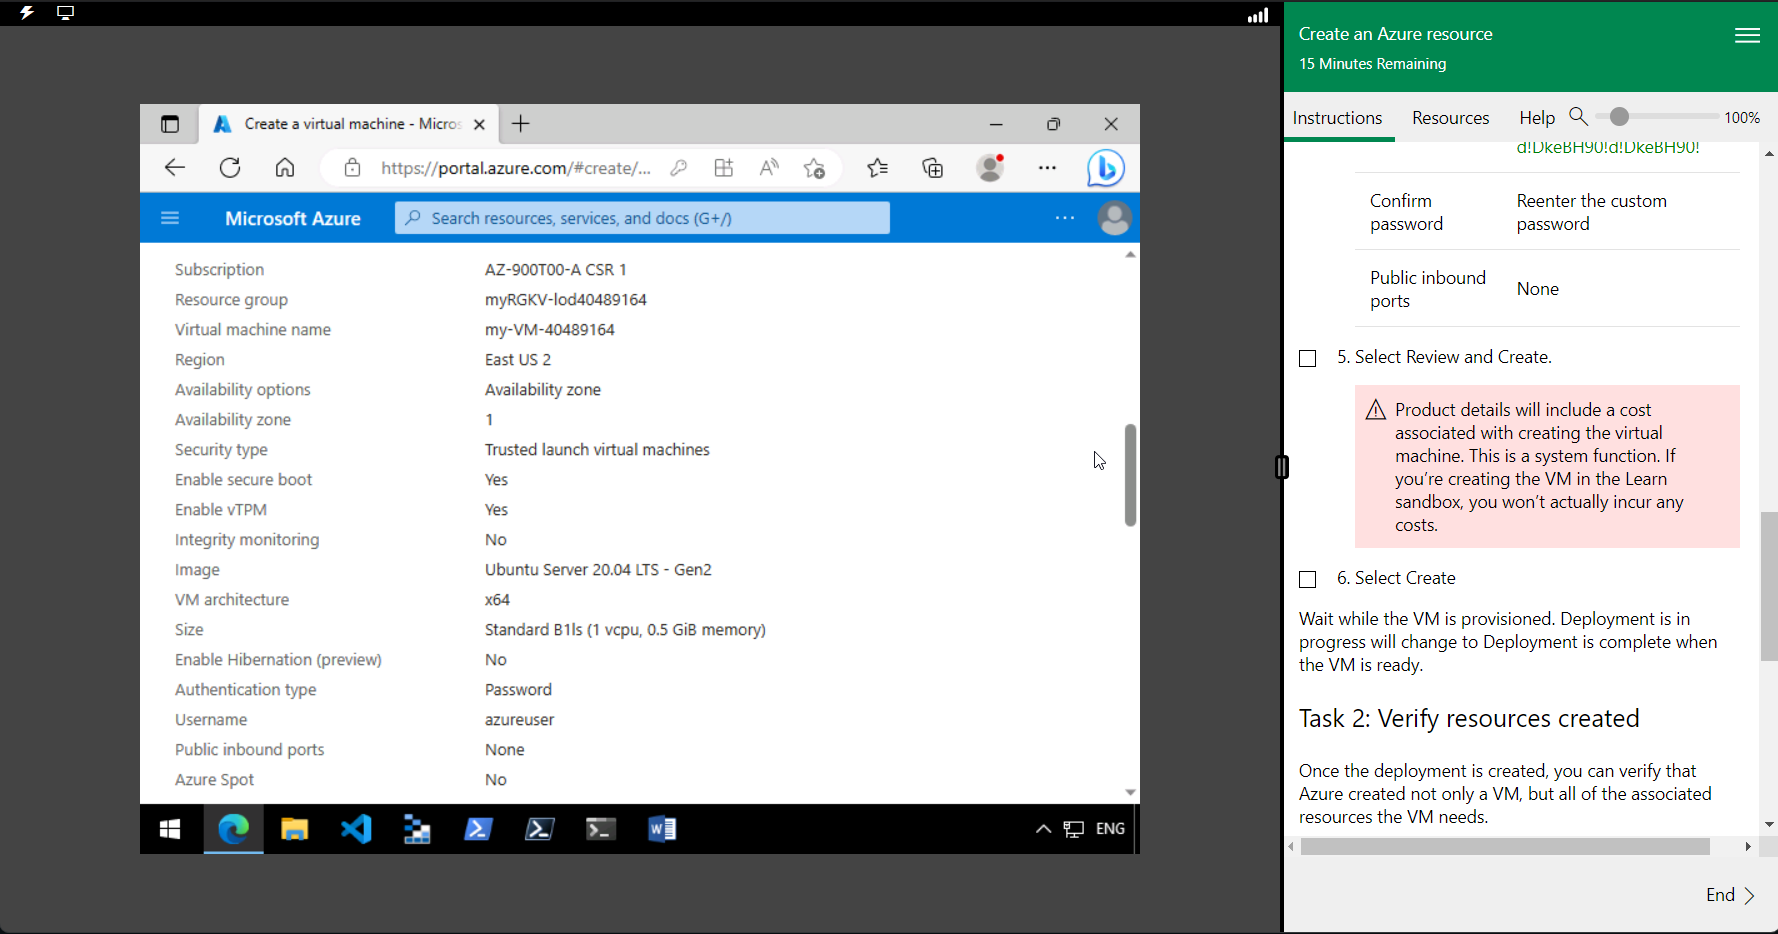 Create a virtual machine - Micros
https://portal.azure.com/#create/...
Microsoft Azure
Search resources, services, and docs (G+/)
Subscription AZ-900T00-A CSR 1
Resource group myRGKV-lod40489164
Virtual machine name my-VM-40489164
Region East US 2
Availability options Availability zone
Availability zone 1
Security type Trusted launch virtual machines
Enable secure boot Yes
Enable vTPM Yes
Integrity monitoring No
Image Ubuntu Server 20.04 LTS - Gen2
VM architecture x64
Size Standard B1ls (1 vcpu, 0.5 GiB memory)
Enable Hibernation (preview) No
Authentication type Password
Username azureuser
Public inbound ports None
Azure Spot No
ENG
Create an Azure resource
15 Minutes Remaining
Instructions Resources Help 100%
d!DkeBH90!d!DkeBH90!
Confirm password
Reenter the custom password
Public inbound ports
None
5. Select Review and Create.
Product details will include a cost
associated with creating the virtual
machine. This is a system function. If
you’re creating the VM in the Learn
sandbox, you won’t actually incur any
costs.
6. Select Create
Wait while the VM is provisioned. Deployment is in
progress will change to Deployment is complete when
the VM is ready.
Task 2: Verify resources created
Once the deployment is created, you can verify that
Azure created not only a VM, but all of the associated
resources the VM needs.
End